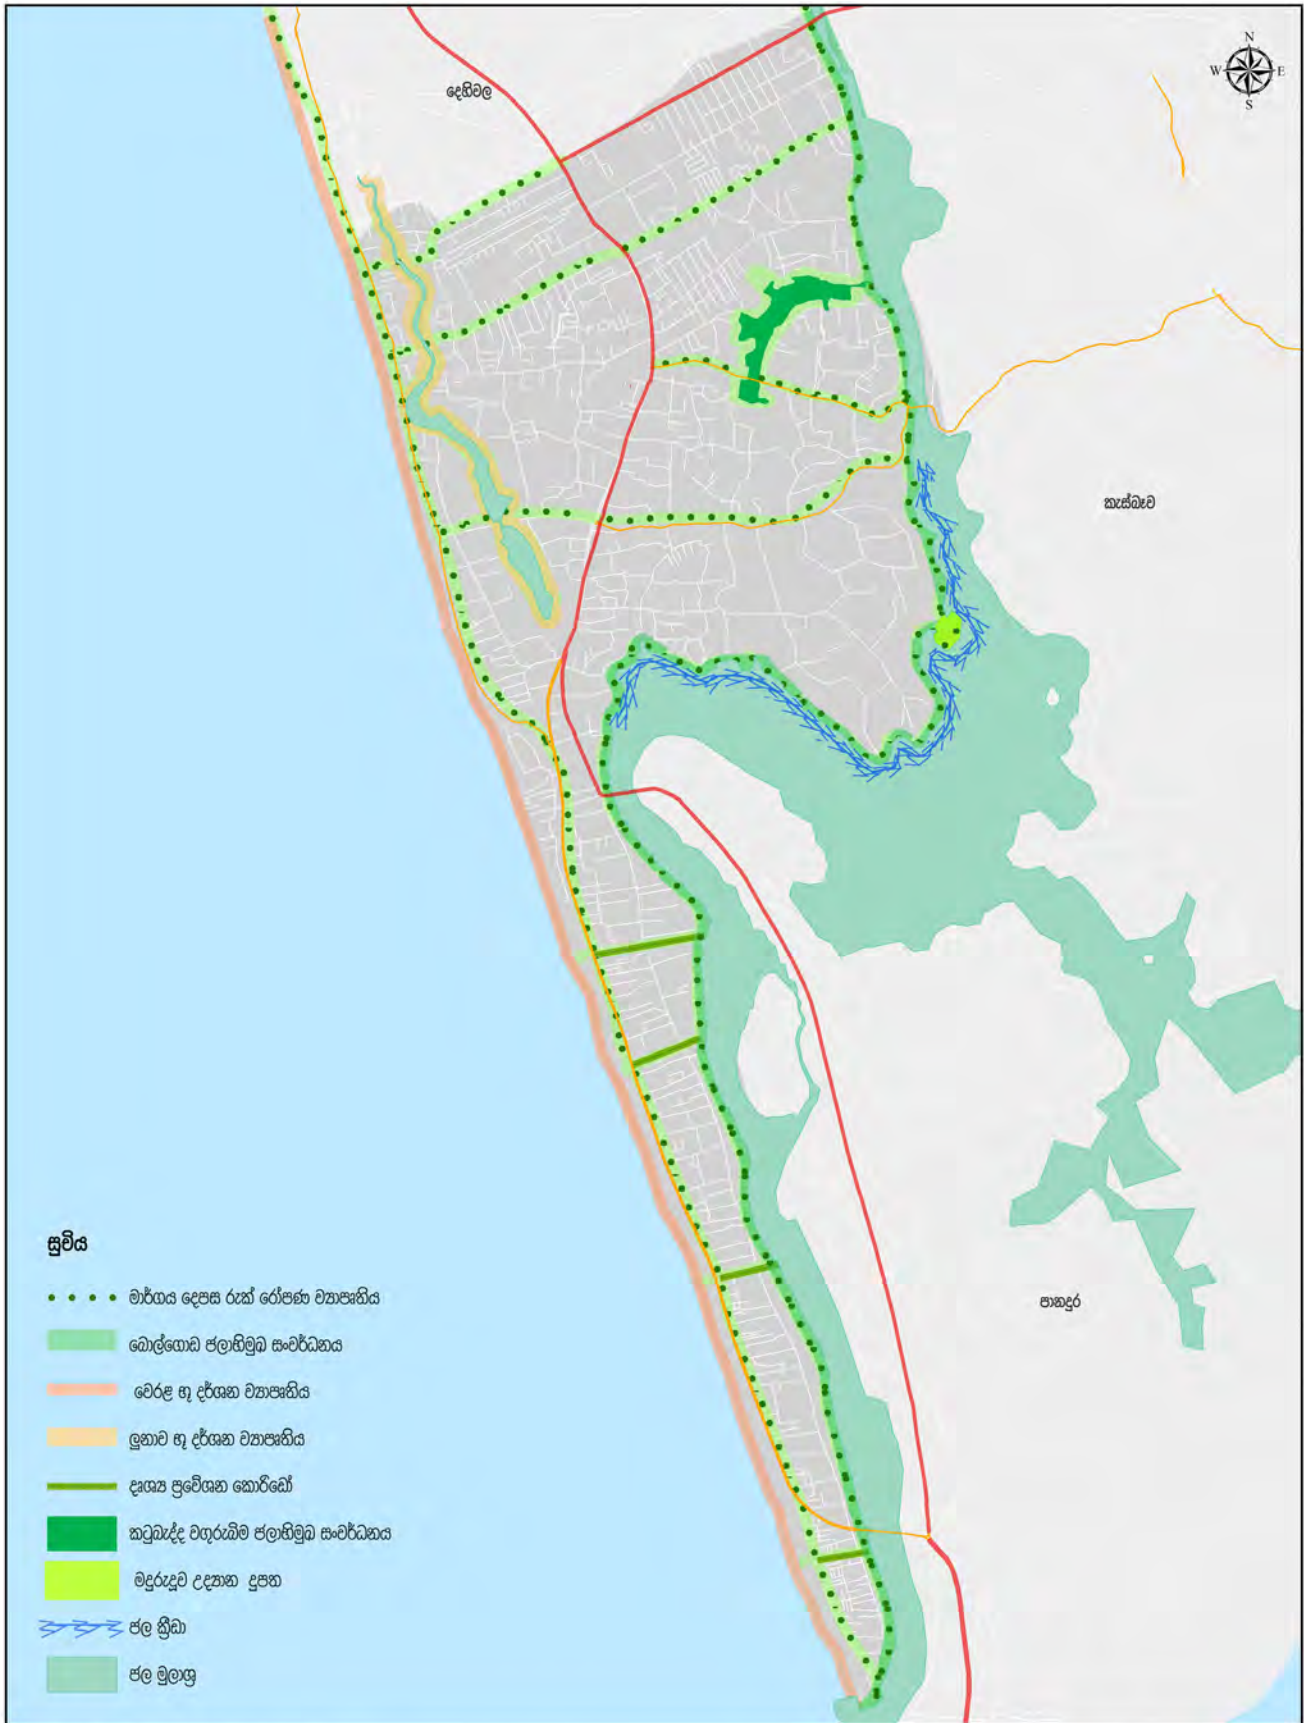 N
W E
S
දෙහිවල
කැස්බෑව
පානදුර
සූචිය
මාර්ගය දෙපස රුක් රෝපණ ව්‍යාපෘතිය
බොල්ගොඩ ජලාභිමුඛ සංවර්ධනය
වෙරළ භූ දර්ශන ව්‍යාපෘතිය
ලුනාව භූ දර්ශන ව්‍යාපෘතිය
දෘශ්‍ය ප්‍රවේශන කොරිඩෝ
කටුබැද්ද වගුරුබිම ජලාභිමුඛ සංවර්ධනය
මදුරුදූව උද්‍යාන දූපත
ජල ක්‍රීඩා
ජල මූලාශ්‍ර